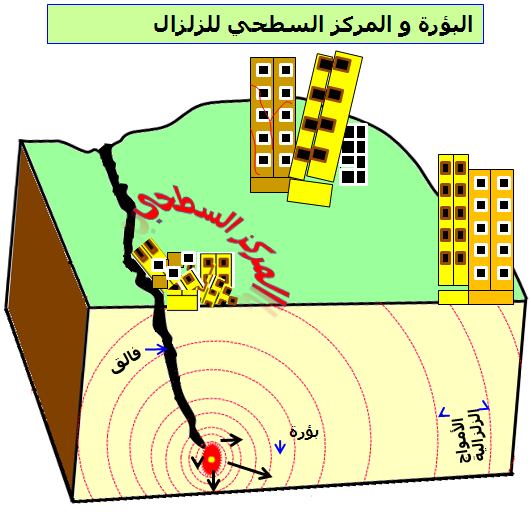 البؤرة و المركز السطحي للزلزال
المركز السطحي
فالق
بؤرة
الأمواج
الزلزالية